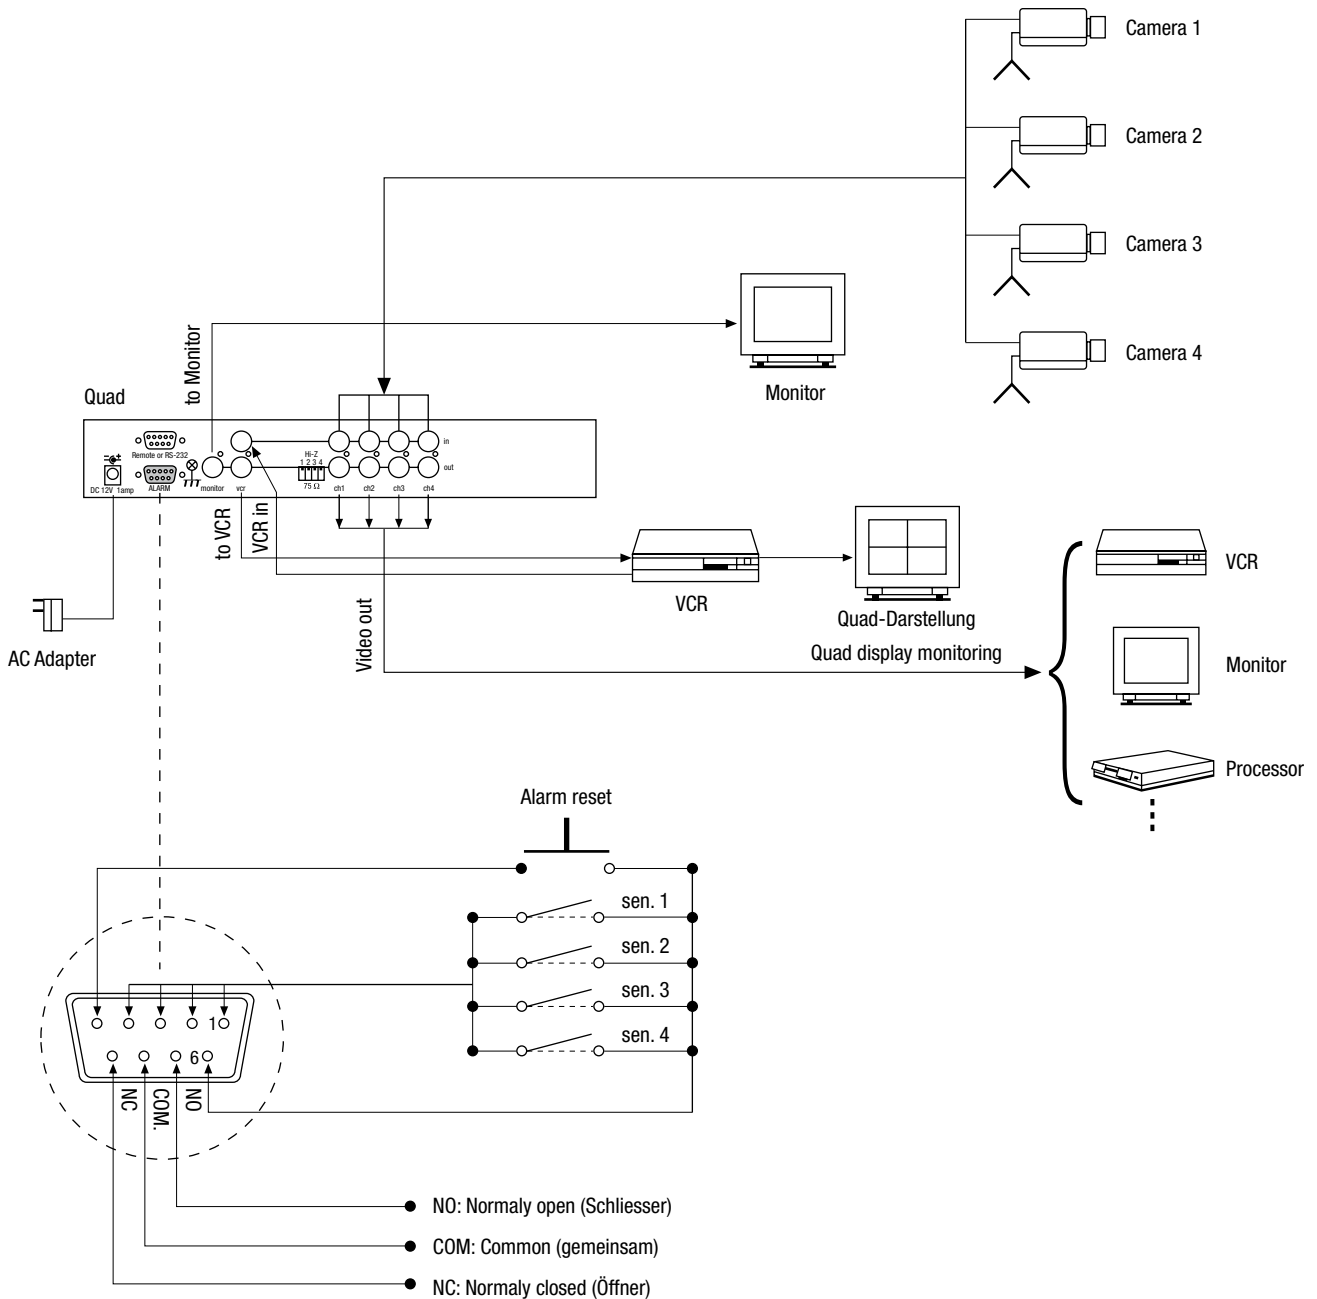 Camera 1
Camera 2
Camera 3
Camera 4
Monitor
to Monitor
Quad
Remote or RS-232
DC 12V 1amp
ALARM
monitor
vcr
Hi-Z
1 2 3 4
75 Ω
in
out
ch1
ch2
ch3
ch4
to VCR
VCR in
Video out
AC Adapter
VCR
Quad-Darstellung
Quad display monitoring
VCR
Monitor
Processor
Alarm reset
sen. 1
sen. 2
sen. 3
sen. 4
1
6
NC
COM.
NO
NO: Normaly open (Schliesser)
COM: Common (gemeinsam)
NC: Normaly closed (Öffner)